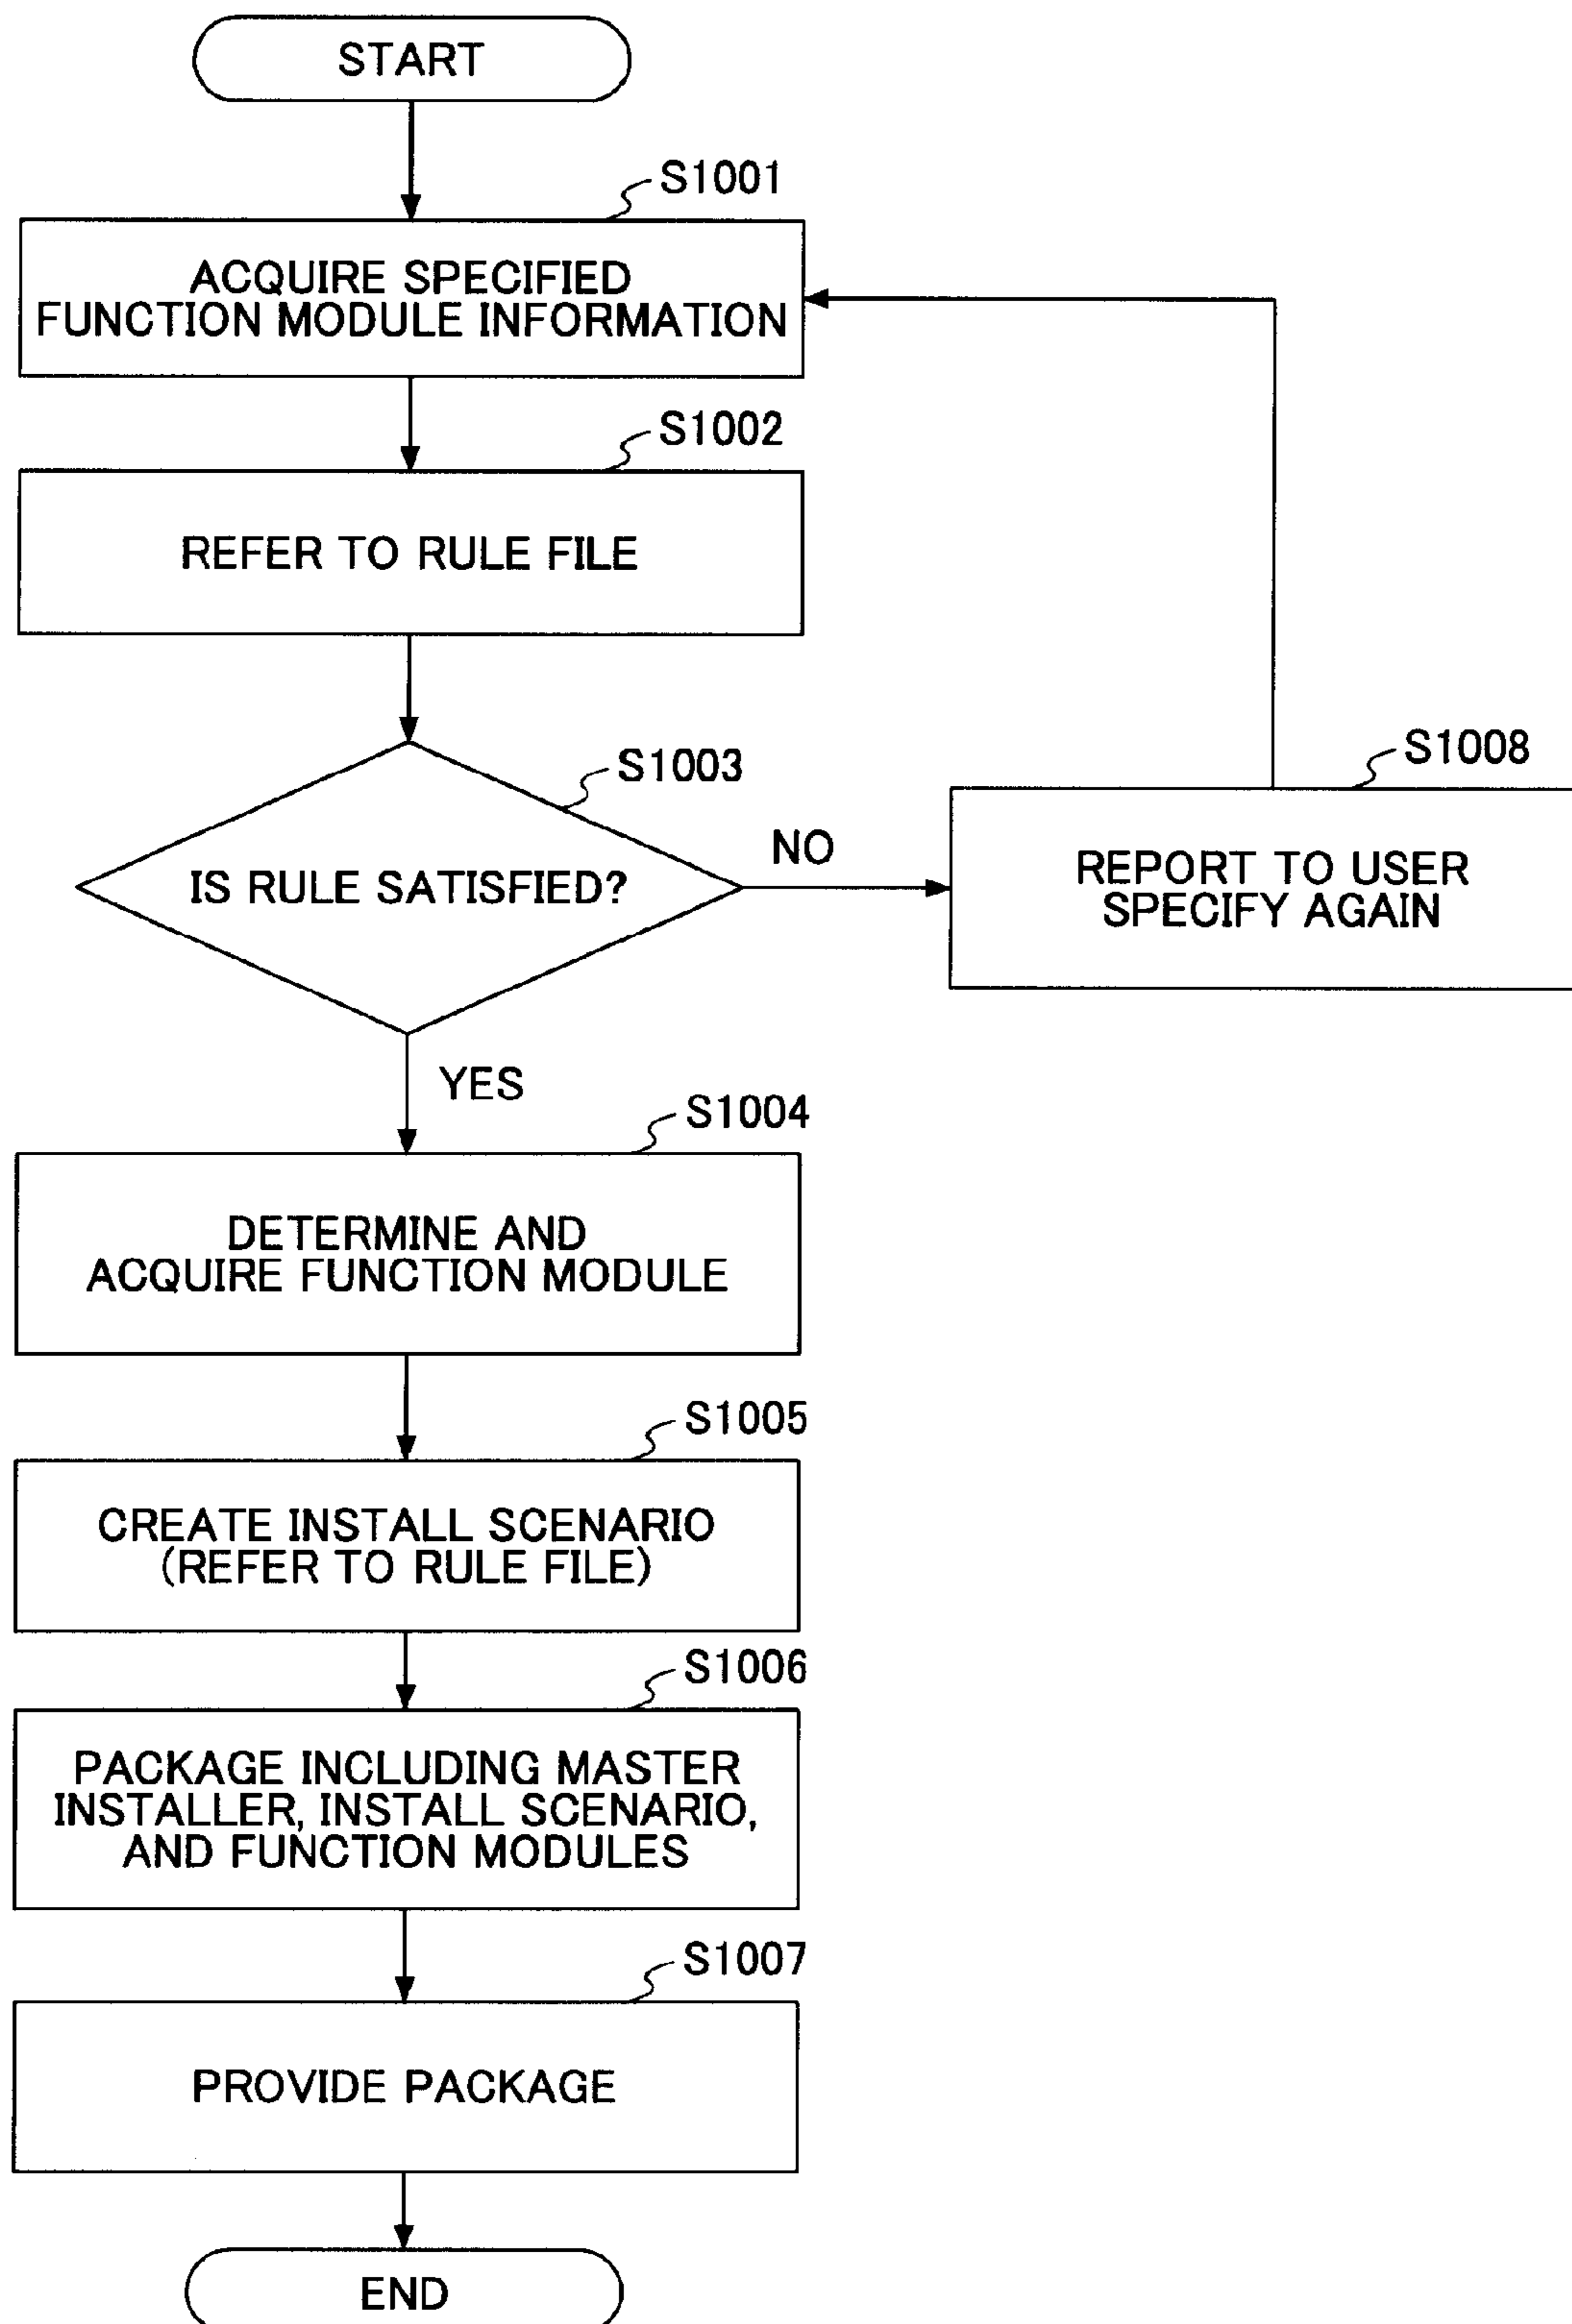 START
S1001
ACQUIRE SPECIFIED
FUNCTION MODULE INFORMATION
S1002
REFER TO RULE FILE
S1003
IS RULE SATISFIED?
NO
S1008
REPORT TO USER
SPECIFY AGAIN
YES
S1004
DETERMINE AND
ACQUIRE FUNCTION MODULE
S1005
CREATE INSTALL SCENARIO
(REFER TO RULE FILE)
S1006
PACKAGE INCLUDING MASTER
INSTALLER, INSTALL SCENARIO,
AND FUNCTION MODULES
S1007
PROVIDE PACKAGE
END